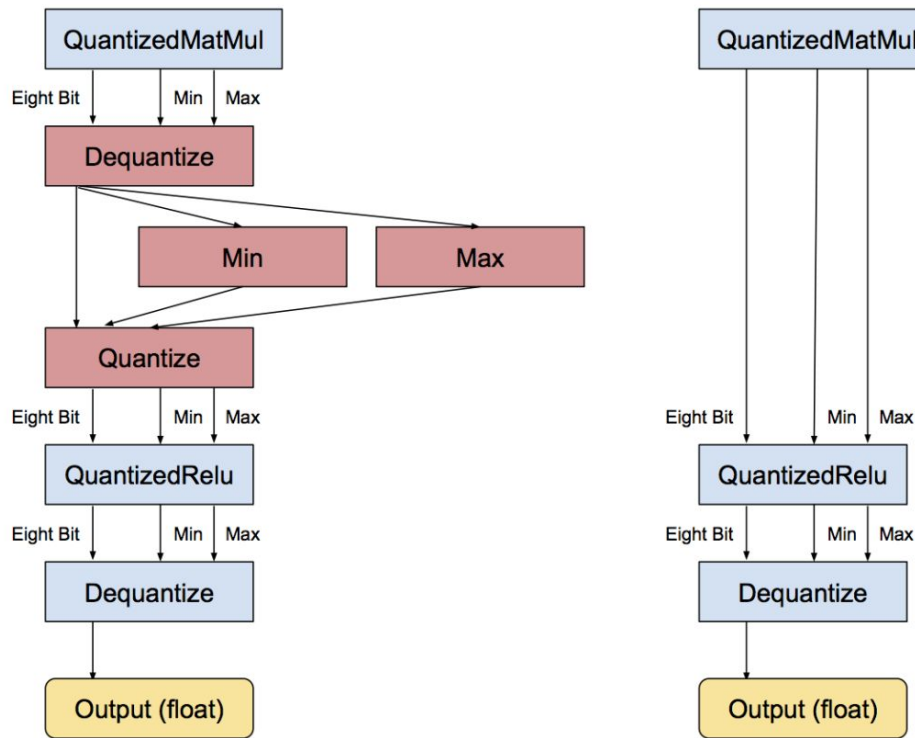 QuantizedMatMul
Eight Bit Min Max
Dequantize
Min Max
Quantize
Eight Bit Min Max
QuantizedRelu
Eight Bit Min Max
Dequantize
Output (float)
QuantizedMatMul
Eight Bit Min Max
QuantizedRelu
Eight Bit Min Max
Dequantize
Output (float)